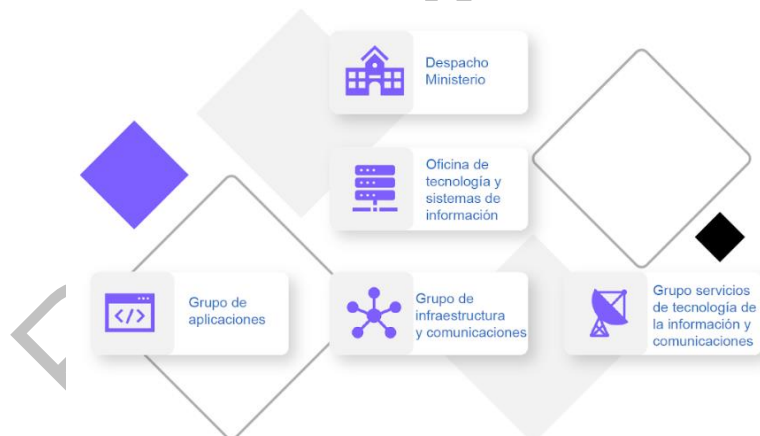 Despacho
Ministerio
Oficina de
tecnología y
sistemas de
información
Grupo de
aplicaciones
Grupo de
infraestructura
y comunicaciones
Grupo servicios
de tecnología de
la información y
comunicaciones